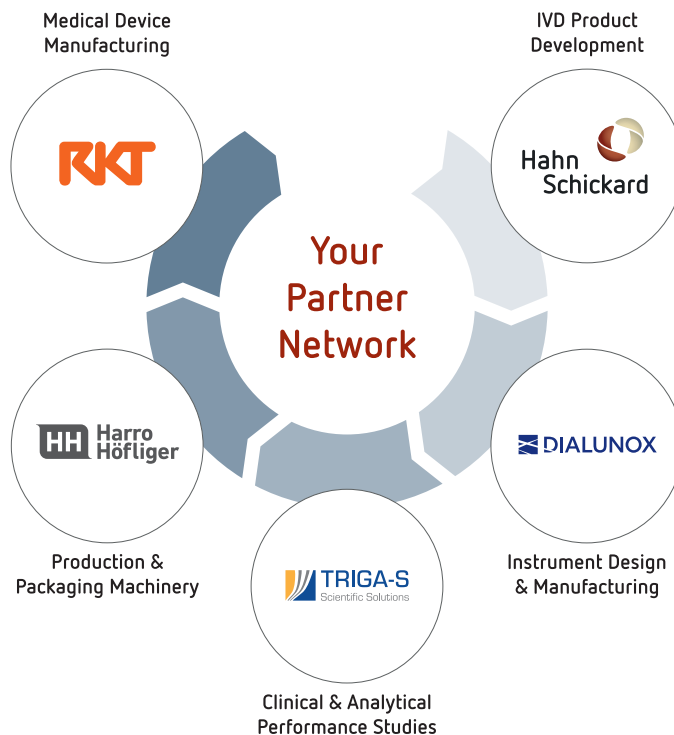 Medical Device
Manufacturing
IVD Product
Development
RKT
Hahn
Schickard
Your
Partner
Network
HH Harro
Höfliger
DIALUNOX
Production &
Packaging Machinery
TRIGA-S
Scientific Solutions
Instrument Design
& Manufacturing
Clinical & Analytical
Performance Studies